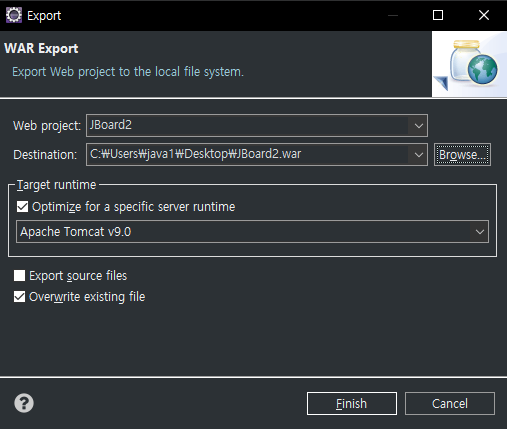 Export
WAR Export
Export Web project to the local file system.
Web project: JBoard2
Destination: C:₩Users₩java1₩Desktop₩JBoard2.war Browse...
Target runtime
Optimize for a specific server runtime
Apache Tomcat v9.0
Export source files
Overwrite existing file
? Finish Cancel